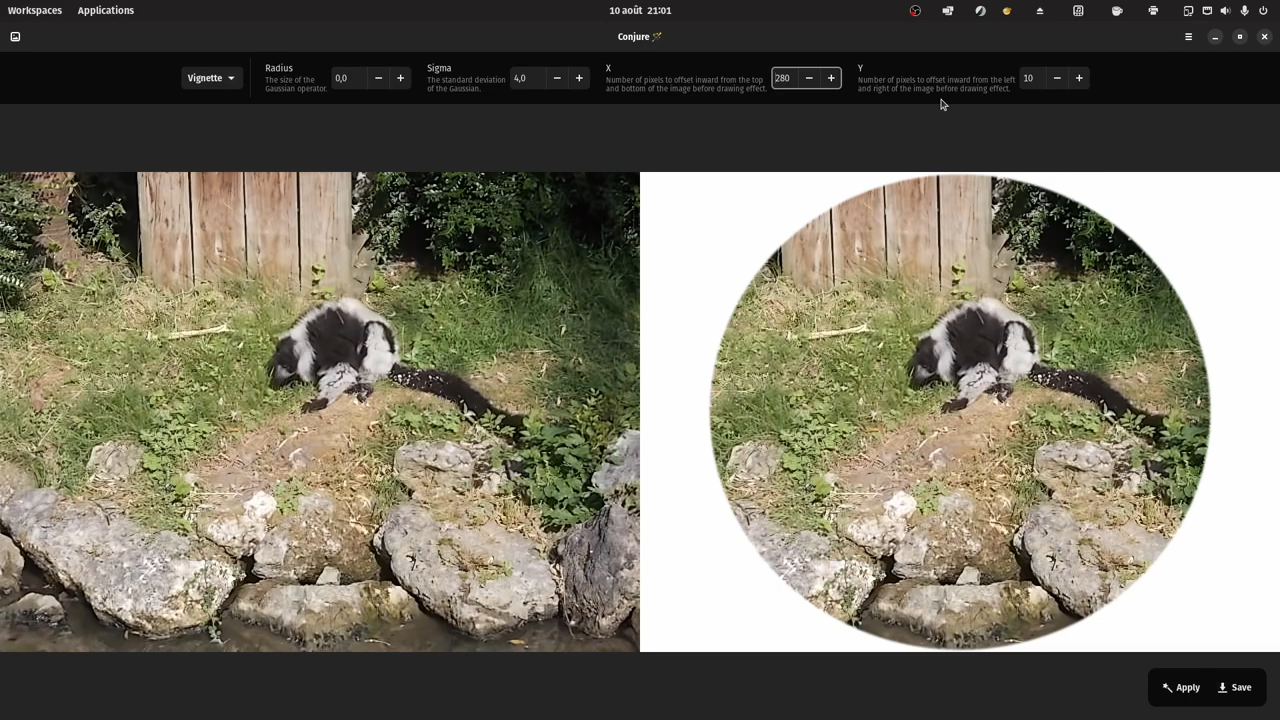 Workspaces Applications 10 août 21:01
Conjure
Vignette
Radius
The size of the
Gaussian operator.
0,0
Sigma
The standard deviation
of the Gaussian.
4,0
X
Number of pixels to offset inward from the top
and bottom of the image before drawing effect.
280
Y
Number of pixels to offset inward from the left
and right of the image before drawing effect.
10
Apply Save